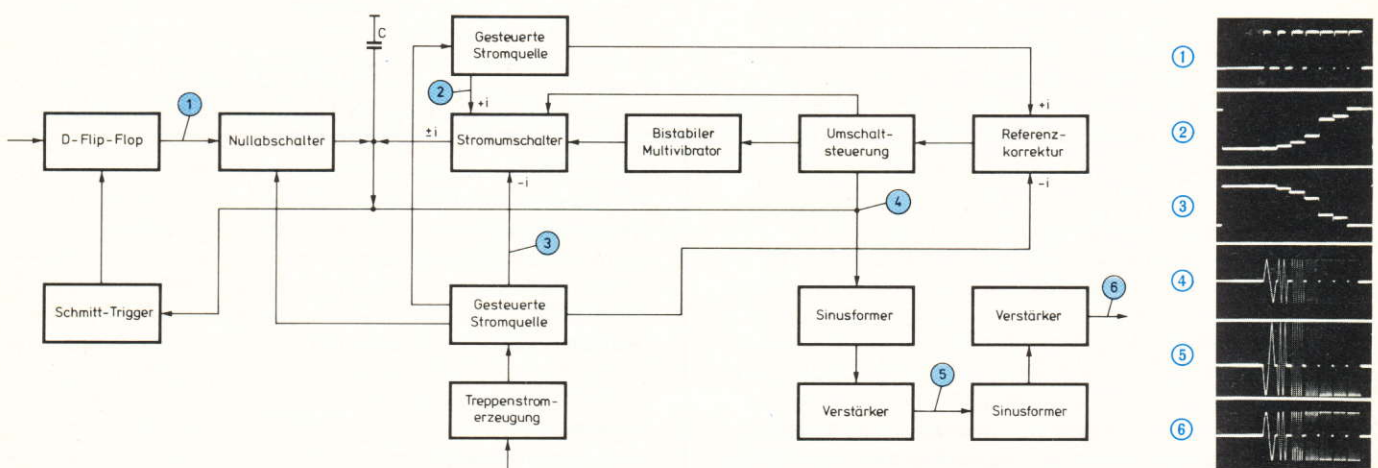 C
Gesteuerte
Stromquelle
1
2
+i
+i
D-Flip-Flop
Nullabschalter
±i
Stromumschalter
Bistabiler
Multivibrator
Umschalt-
steuerung
Referenz-
korrektur
-i
-i
4
3
Schmitt-Trigger
Gesteuerte
Stromquelle
Sinusformer
Verstärker
6
Treppenstrom-
erzeugung
Verstärker
5
Sinusformer
1
2
3
4
5
6